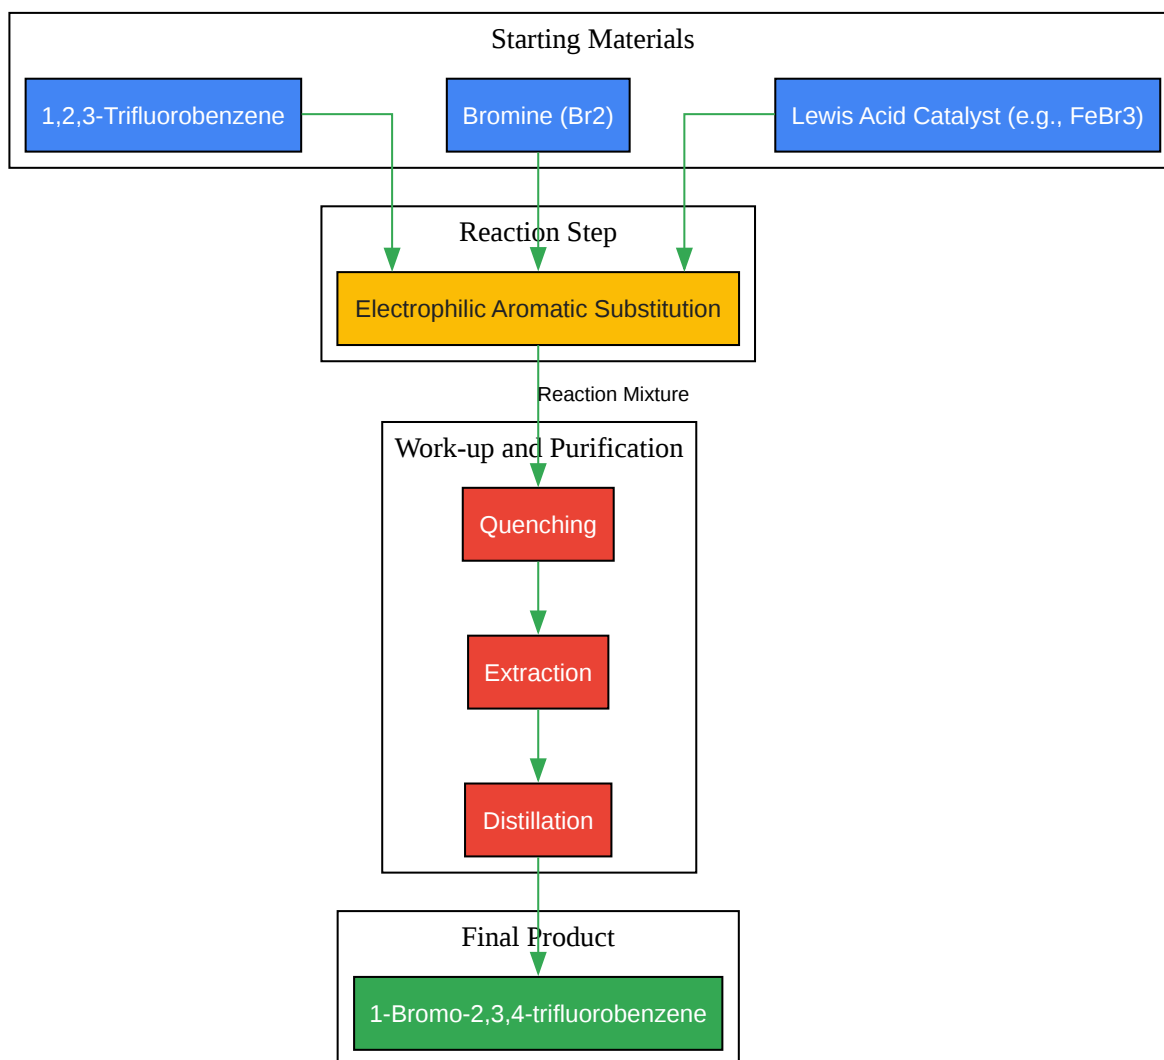 Starting Materials
1,2,3-Trifluorobenzene
Bromine (Br2)
Lewis Acid Catalyst (e.g., FeBr3)
Reaction Step
Electrophilic Aromatic Substitution
Reaction Mixture
Work-up and Purification
Quenching
Extraction
Distillation
Final Product
1-Bromo-2,3,4-trifluorobenzene